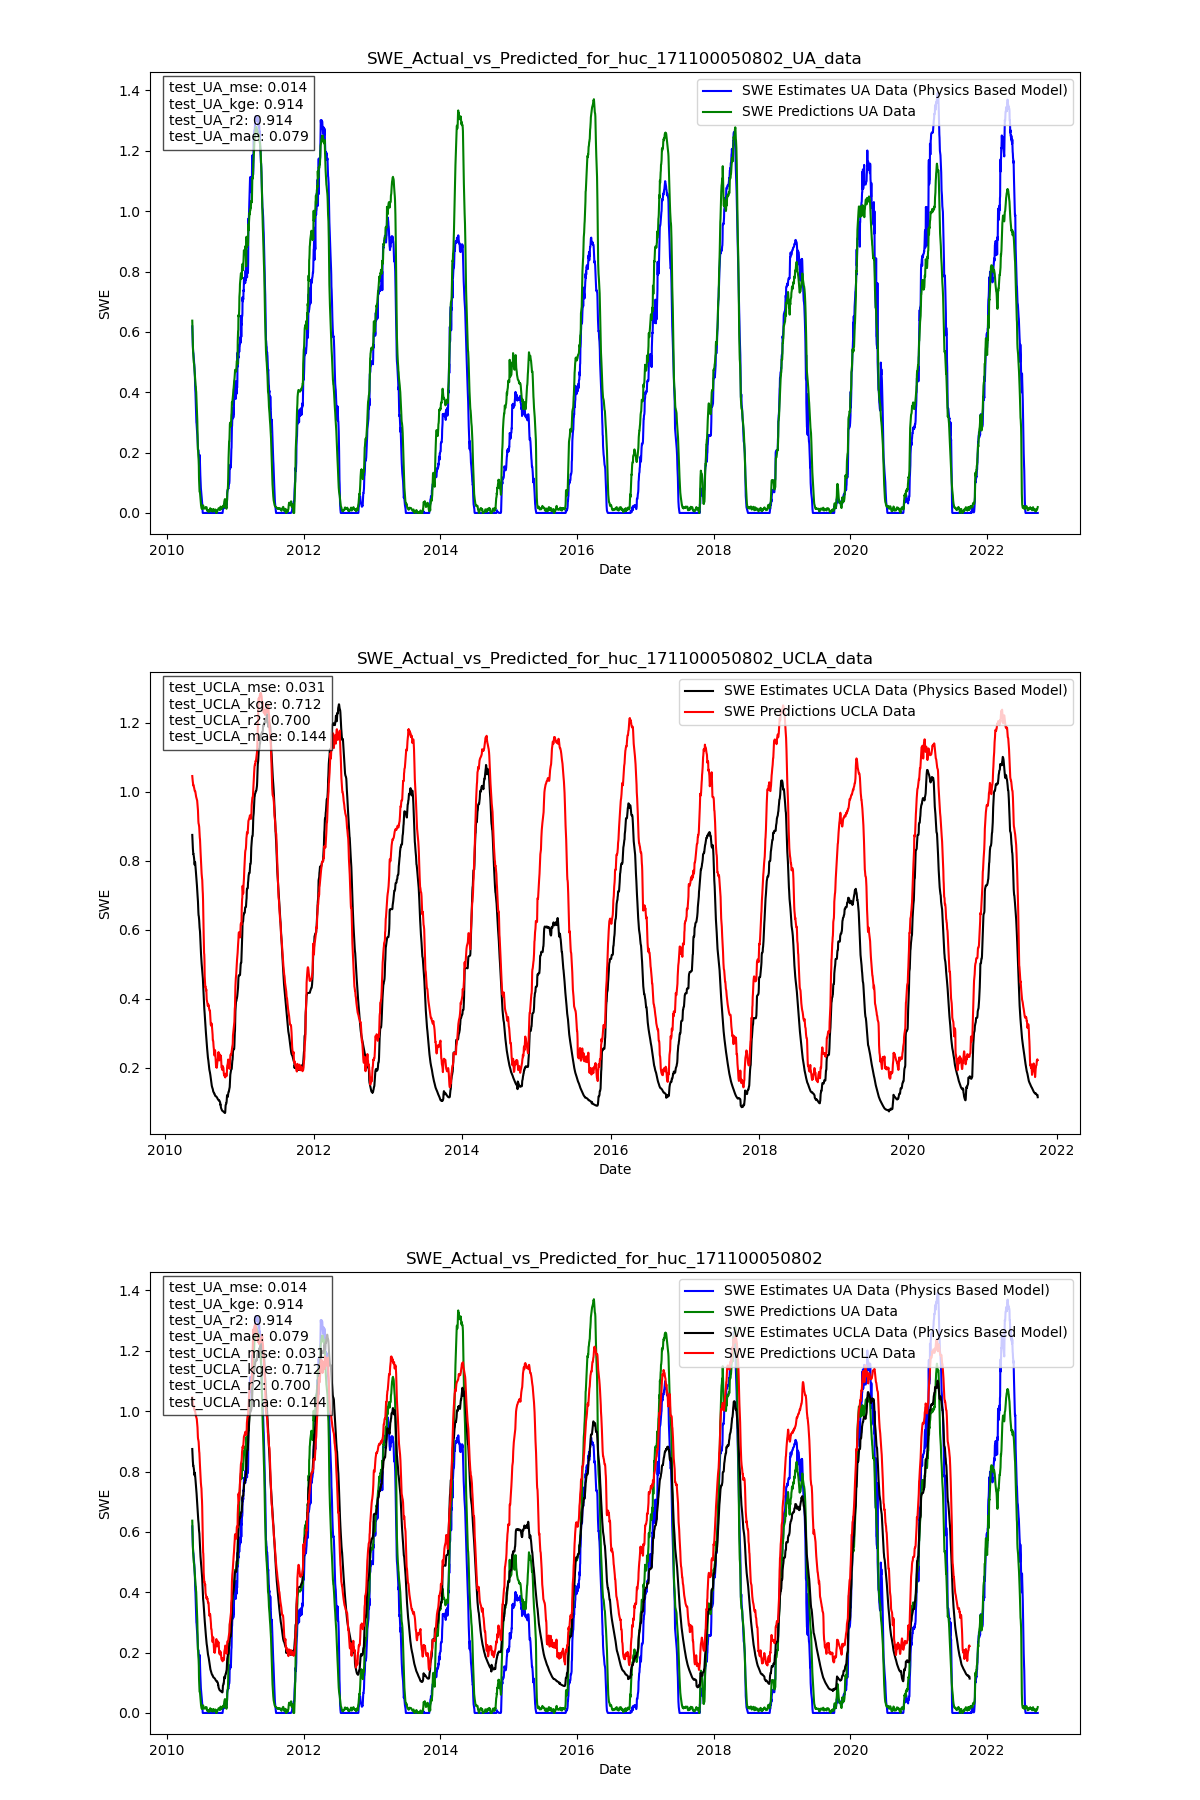 SWE_Actual_vs_Predicted_for_huc_171100050802_UA_data
test_UA_mse: 0.014
test_UA_kge: 0.914
test_UA_r2: 0.914
test_UA_mae: 0.079
SWE Estimates UA Data (Physics Based Model)
SWE Predictions UA Data
1.4
1.2
1.0
0.8
0.6
0.4
0.2
0.0
SWE
2010 2012 2014 2016 2018 2020 2022
Date
SWE_Actual_vs_Predicted_for_huc_171100050802_UCLA_data
test_UCLA_mse: 0.031
test_UCLA_kge: 0.712
test_UCLA_r2: 0.700
test_UCLA_mae: 0.144
SWE Estimates UCLA Data (Physics Based Model)
SWE Predictions UCLA Data
1.2
1.0
0.8
0.6
0.4
0.2
SWE
2010 2012 2014 2016 2018 2020 2022
Date
SWE_Actual_vs_Predicted_for_huc_171100050802
test_UA_mse: 0.014
test_UA_kge: 0.914
test_UA_r2: 0.914
test_UA_mae: 0.079
test_UCLA_mse: 0.031
test_UCLA_kge: 0.712
test_UCLA_r2: 0.700
test_UCLA_mae: 0.144
SWE Estimates UA Data (Physics Based Model)
SWE Predictions UA Data
SWE Estimates UCLA Data (Physics Based Model)
SWE Predictions UCLA Data
1.4
1.2
1.0
0.8
0.6
0.4
0.2
0.0
SWE
2010 2012 2014 2016 2018 2020 2022
Date